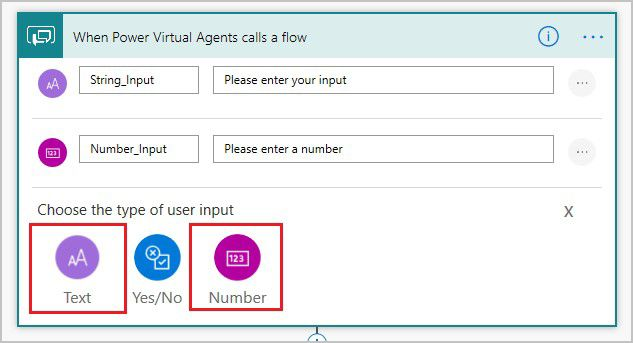 When Power Virtual Agents calls a flow
AA String_Input Please enter your input
123 Number_Input Please enter a number
Choose the type of user input X
AA 123
Text Yes/No Number